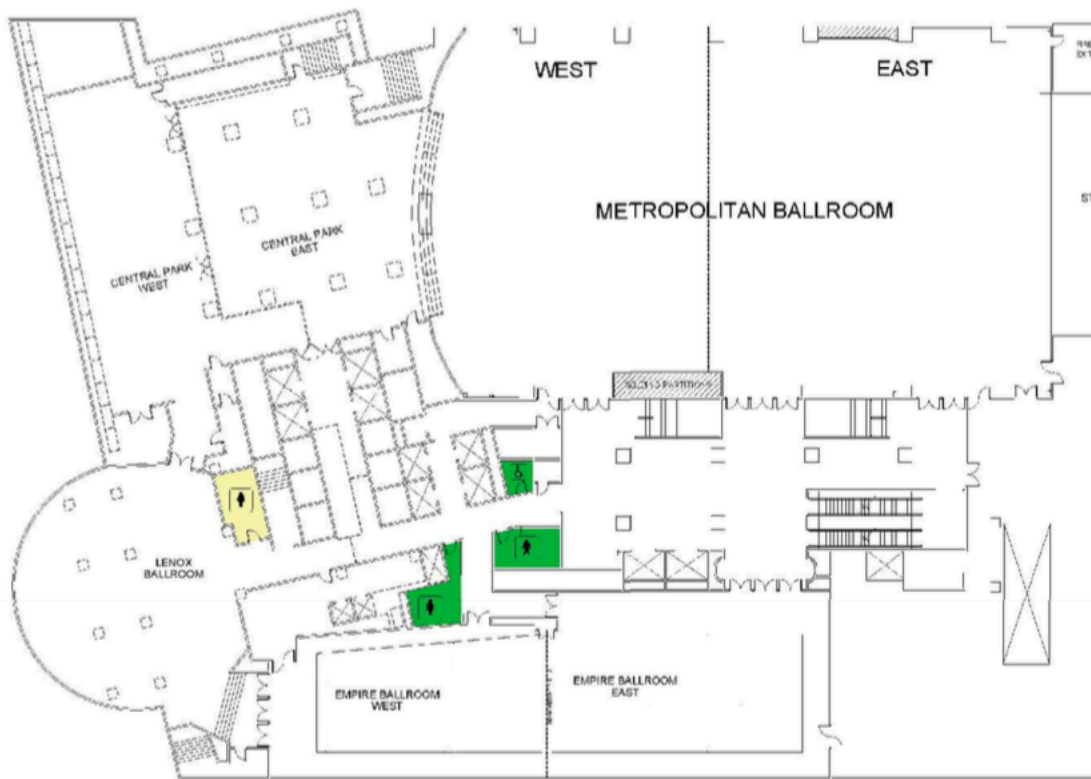 WEST
EAST
METROPOLITAN BALLROOM
CENTRAL PARK
EAST
CENTRAL PARK
WEST
LENOX
BALLROOM
EMPIRE BALLROOM
WEST
EMPIRE BALLROOM
EAST